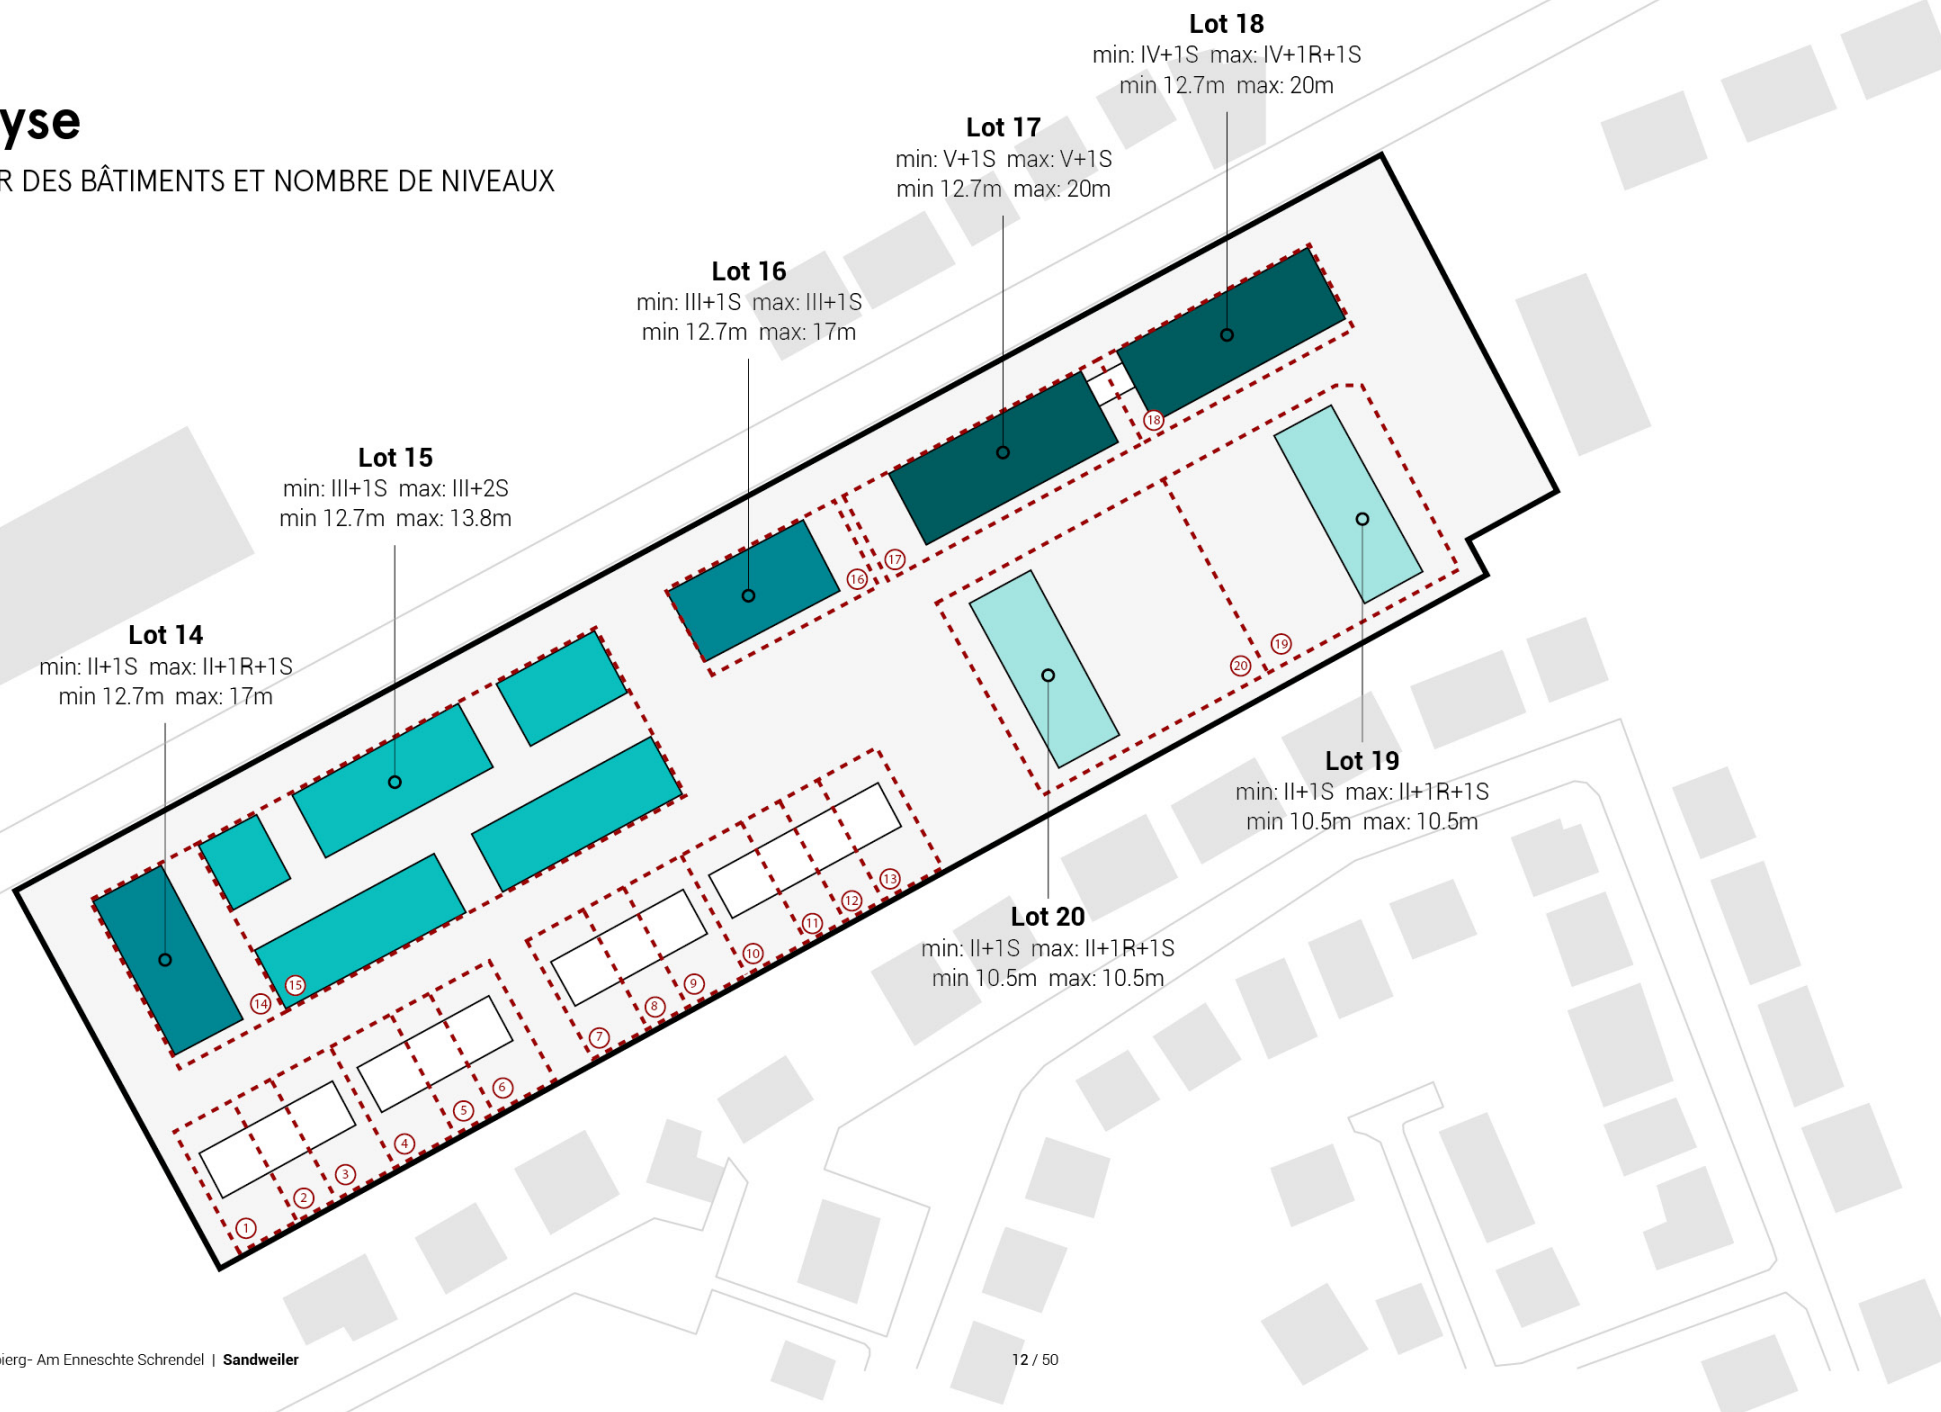 yse
R DES BÂTIMENTS ET NOMBRE DE NIVEAUX
Lot 18
min: IV+1S max: IV+1R+1S
min 12.7m max: 20m
Lot 17
min: V+1S max: V+1S
min 12.7m max: 20m
Lot 16
min: III+1S max: III+1S
min 12.7m max: 17m
Lot 15
min: III+1S max: III+2S
min 12.7m max: 13.8m
Lot 14
min: II+1S max: II+1R+1S
min 12.7m max: 17m
18
17
16
19
20
Lot 19
min: II+1S max: II+1R+1S
min 10.5m max: 10.5m
Lot 20
min: II+1S max: II+1R+1S
min 10.5m max: 10.5m
15
14
13
12
11
10
9
8
7
6
5
4
3
2
1
ierg- Am Enneschte Schrendel | Sandweiler
12 / 50